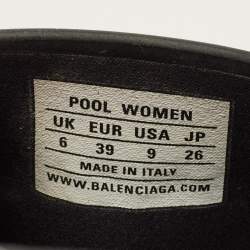 POOL WOMEN
UK EUR USA JP
6 39 9 26
MADE IN ITALY
WWW.BALENCIAGA.COM